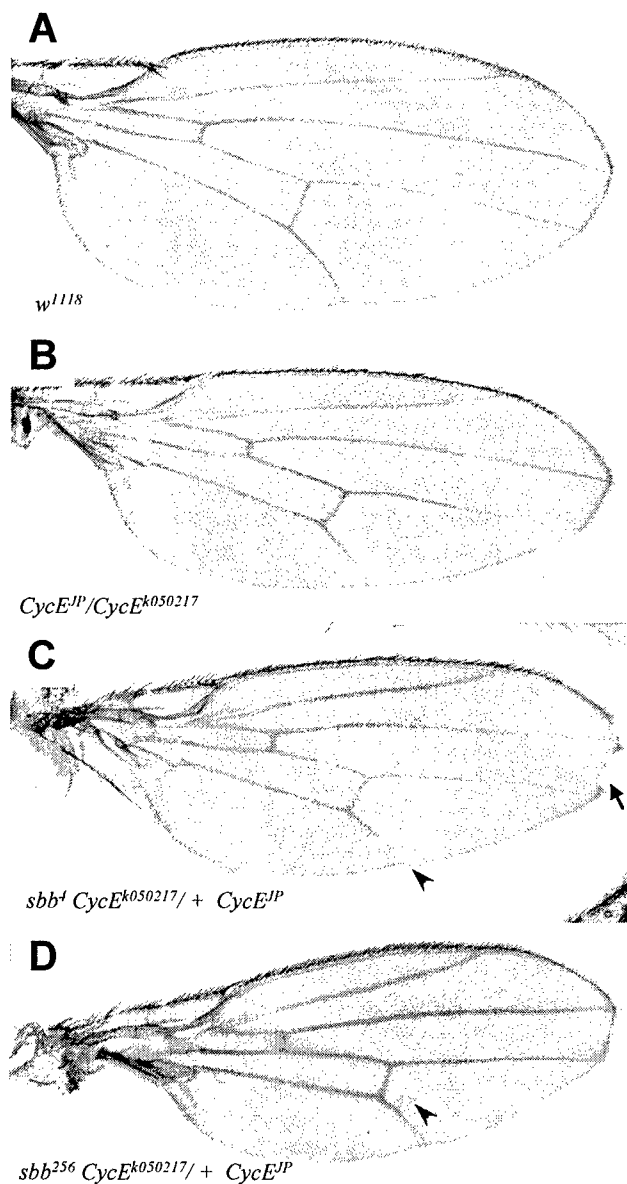 A
w1118
B
CycEJP/CycEk050217
C
sbb4 CycEk050217/ + CycEJP
D
sbb256 CycEk050217/ + CycEJP